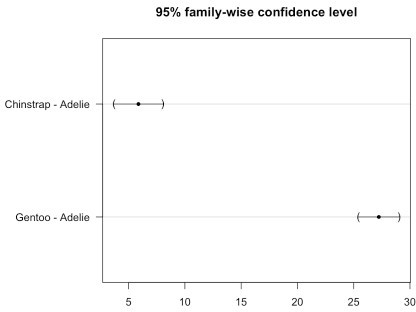 95% family-wise confidence level
Chinstrap - Adelie
Gentoo - Adelie
5 10 15 20 25 30